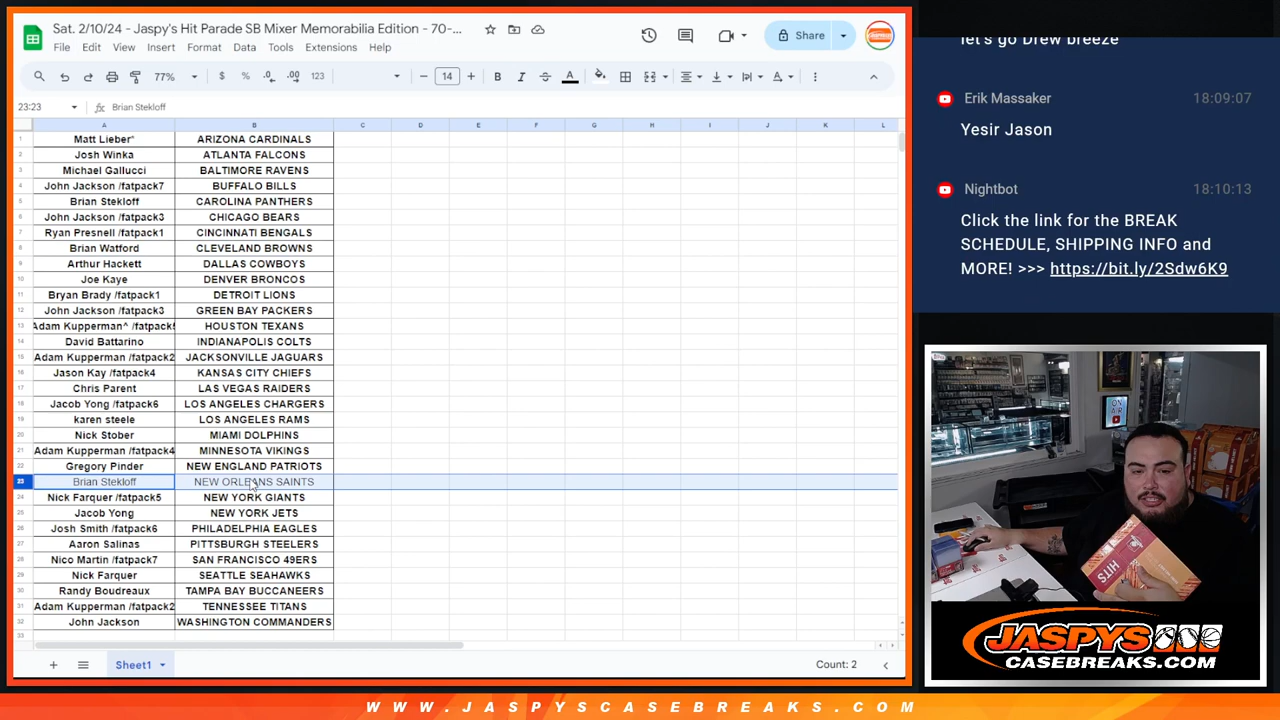 Sat. 2/10/24 - Jaspy's Hit Parade SB Mixer Memorabilia Edition - 70-...
File Edit View Insert Format Data Tools Extensions Help
Share
77% $ % .0 .00 123 14 B I A
23:23 fx Brian Stekloff
A B C D E F G H I J K L
1 Matt Lieber* ARIZONA CARDINALS
2 Josh Winka ATLANTA FALCONS
3 Michael Gallucci BALTIMORE RAVENS
4 John Jackson /fatpack7 BUFFALO BILLS
5 Brian Stekloff CAROLINA PANTHERS
6 John Jackson /fatpack3 CHICAGO BEARS
7 Ryan Presnell /fatpack1 CINCINNATI BENGALS
8 Brian Watford CLEVELAND BROWNS
9 Arthur Hackett DALLAS COWBOYS
10 Joe Kaye DENVER BRONCOS
11 Bryan Brady /fatpack1 DETROIT LIONS
12 John Jackson /fatpack3 GREEN BAY PACKERS
13 Adam Kupperman^ /fatpack5 HOUSTON TEXANS
14 David Battarino INDIANAPOLIS COLTS
15 Adam Kupperman /fatpack2 JACKSONVILLE JAGUARS
16 Jason Kay /fatpack4 KANSAS CITY CHIEFS
17 Chris Parent LAS VEGAS RAIDERS
18 Jacob Yong /fatpack6 LOS ANGELES CHARGERS
19 karen steele LOS ANGELES RAMS
20 Nick Stober MIAMI DOLPHINS
21 Adam Kupperman /fatpack4 MINNESOTA VIKINGS
22 Gregory Pinder NEW ENGLAND PATRIOTS
23 Brian Stekloff NEW ORLEANS SAINTS
24 Nick Farquer /fatpack5 NEW YORK GIANTS
25 Jacob Yong NEW YORK JETS
26 Josh Smith /fatpack6 PHILADELPHIA EAGLES
27 Aaron Salinas PITTSBURGH STEELERS
28 Nico Martin /fatpack7 SAN FRANCISCO 49ERS
29 Nick Farquer SEATTLE SEAHAWKS
30 Randy Boudreaux TAMPA BAY BUCCANEERS
31 Adam Kupperman /fatpack2 TENNESSEE TITANS
32 John Jackson WASHINGTON COMMANDERS
33
Sheet1
Count: 2
let's go Drew breeze
Erik Massaker 18:09:07
Yesir Jason
Nightbot 18:10:13
Click the link for the BREAK
SCHEDULE, SHIPPING INFO and
MORE! >>> https://bit.ly/2Sdw6K9
ON
AIR
HITS
JASPYS
CASEBREAKS.COM
WWW.JASPYSCASEBREAKS.COM